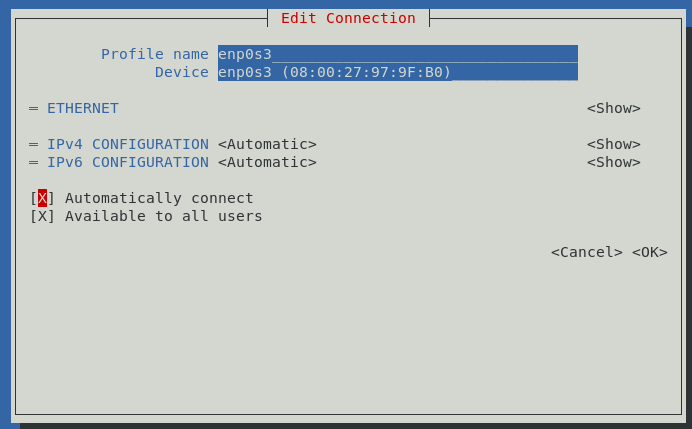 Edit Connection
Profile name enp0s3
Device enp0s3 (08:00:27:97:9F:B0)
= ETHERNET <Show>
= IPv4 CONFIGURATION <Automatic> <Show>
= IPv6 CONFIGURATION <Automatic> <Show>
[X] Automatically connect
[X] Available to all users
<Cancel> <OK>